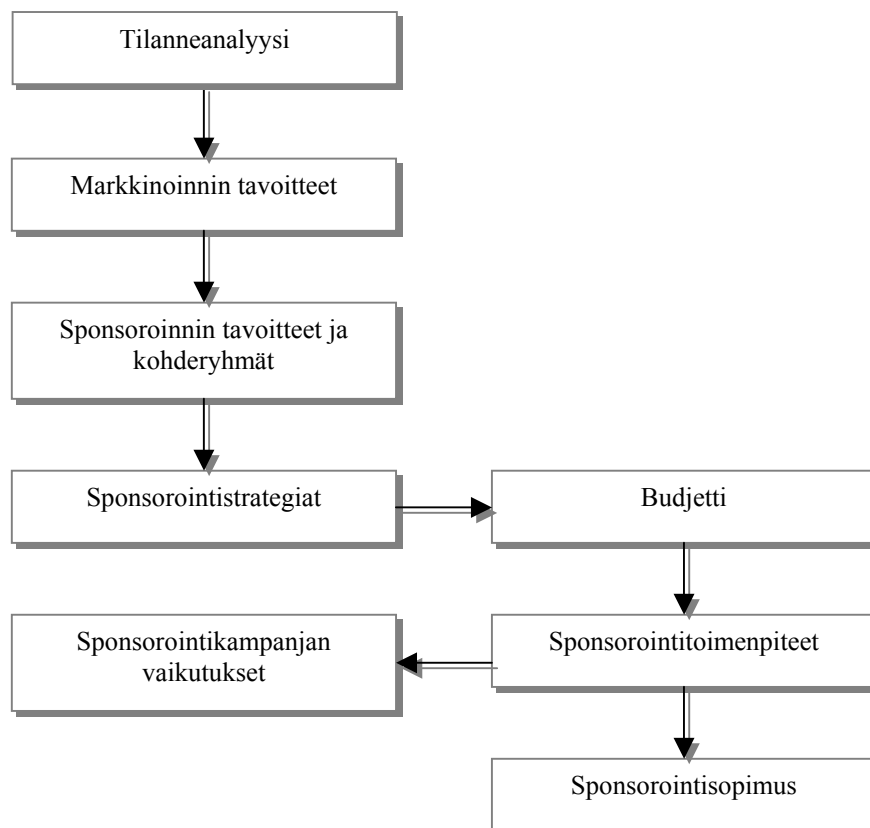 Tilanneanalyysi
Markkinoinnin tavoitteet
Sponsoroinnin tavoitteet ja
kohderyhmät
Sponsorointistrategiat
Budjetti
Sponsorointikampanjan
vaikutukset
Sponsorointitoimenpiteet
Sponsorointisopimus